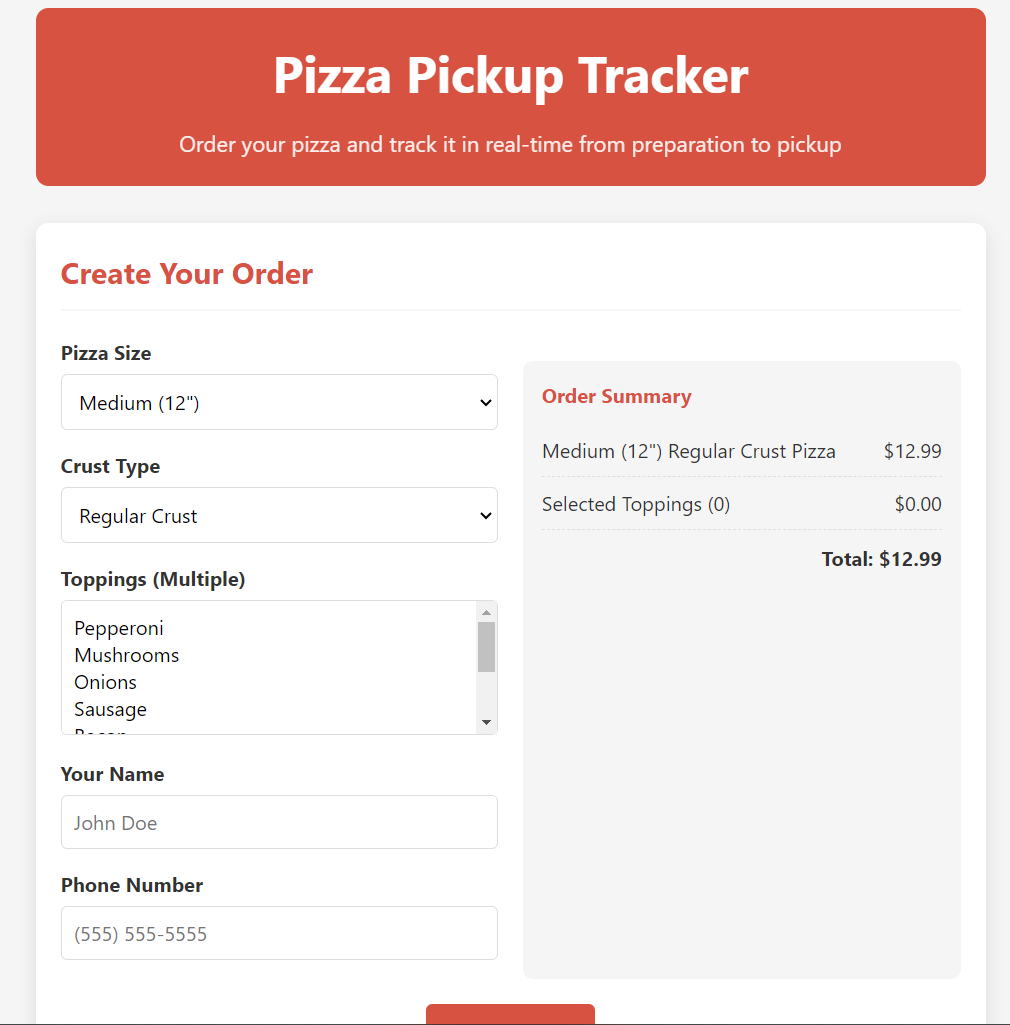 Pizza Pickup Tracker
Order your pizza and track it in real-time from preparation to pickup
Create Your Order
Pizza Size
Medium (12")
Crust Type
Regular Crust
Toppings (Multiple)
Pepperoni
Mushrooms
Onions
Sausage
Your Name
John Doe
Phone Number
(555) 555-5555
Order Summary
Medium (12") Regular Crust Pizza $12.99
Selected Toppings (0) $0.00
Total: $12.99